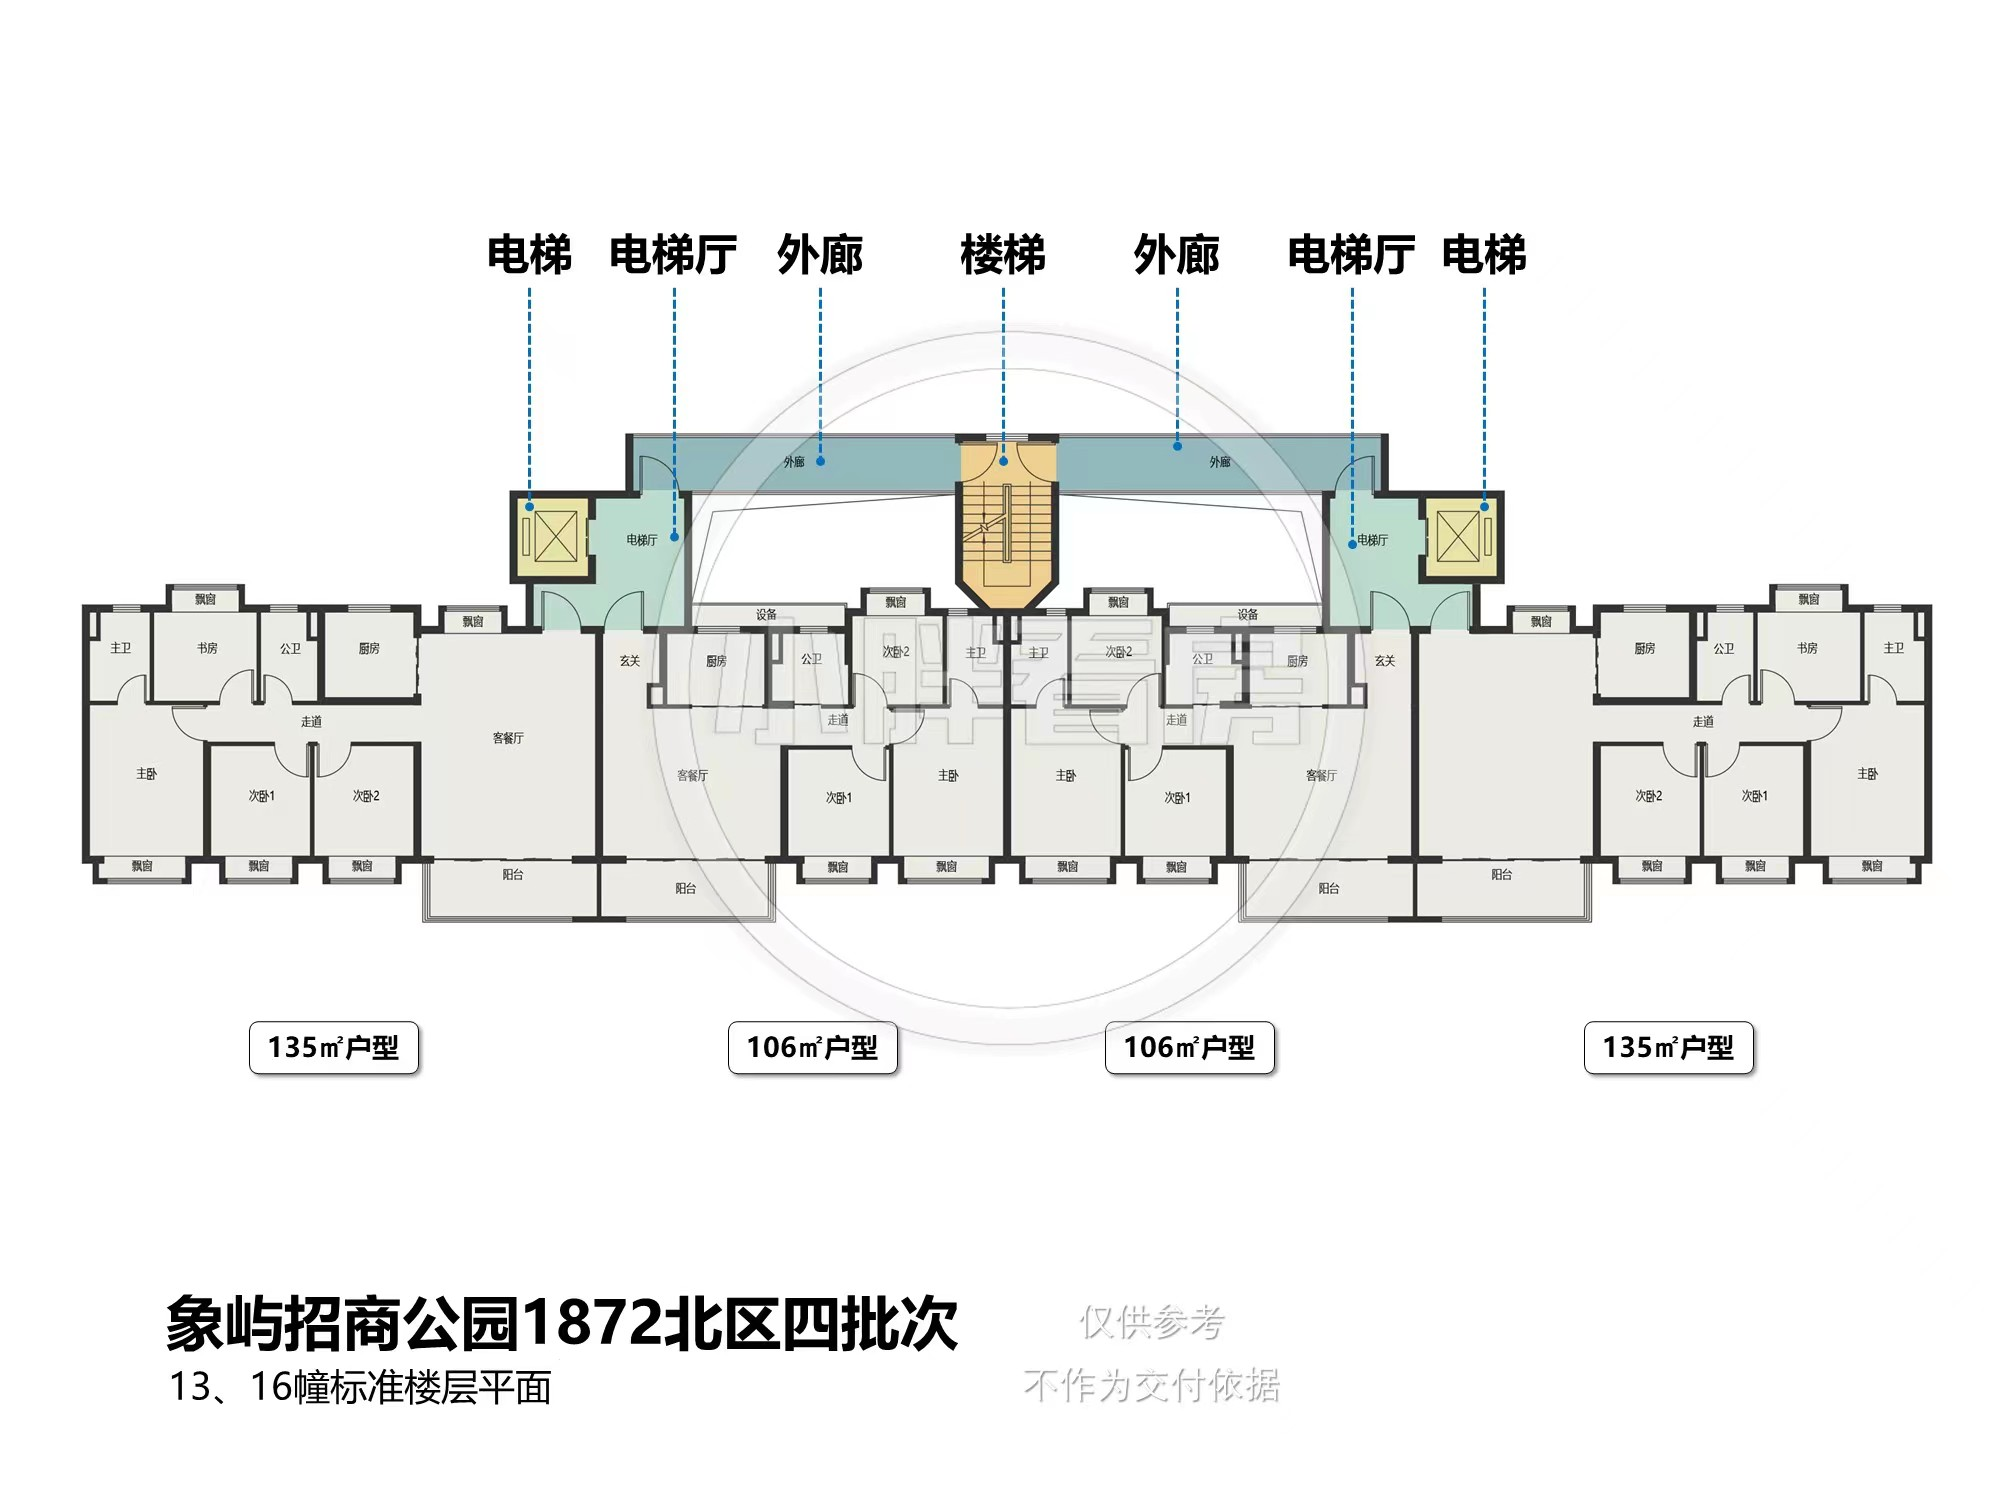 电梯 电梯厅 外廊 楼梯 外廊 电梯厅 电梯
外廊 外廊
电梯厅 电梯厅
飘窗 飘窗 飘窗 飘窗
飘窗 设备 设备 飘窗
主卫 书房 公卫 厨房 玄关 厨房 公卫 次卧2 主卫 主卫 次卧2 公卫 厨房 玄关 厨房 公卫 书房 主卫
小胖看房
走道 走道 走道 走道
客餐厅
主卧 次卧1 次卧2 客餐厅 次卧1 主卧 主卧 次卧1 客餐厅 次卧2 次卧1 主卧
飘窗 飘窗 飘窗 飘窗 飘窗 飘窗 飘窗 飘窗 飘窗 飘窗
阳台 阳台 阳台 阳台
135㎡户型 106㎡户型 106㎡户型 135㎡户型
象屿招商公园1872北区四批次
13、16幢标准楼层平面
仅供参考
不作为交付依据